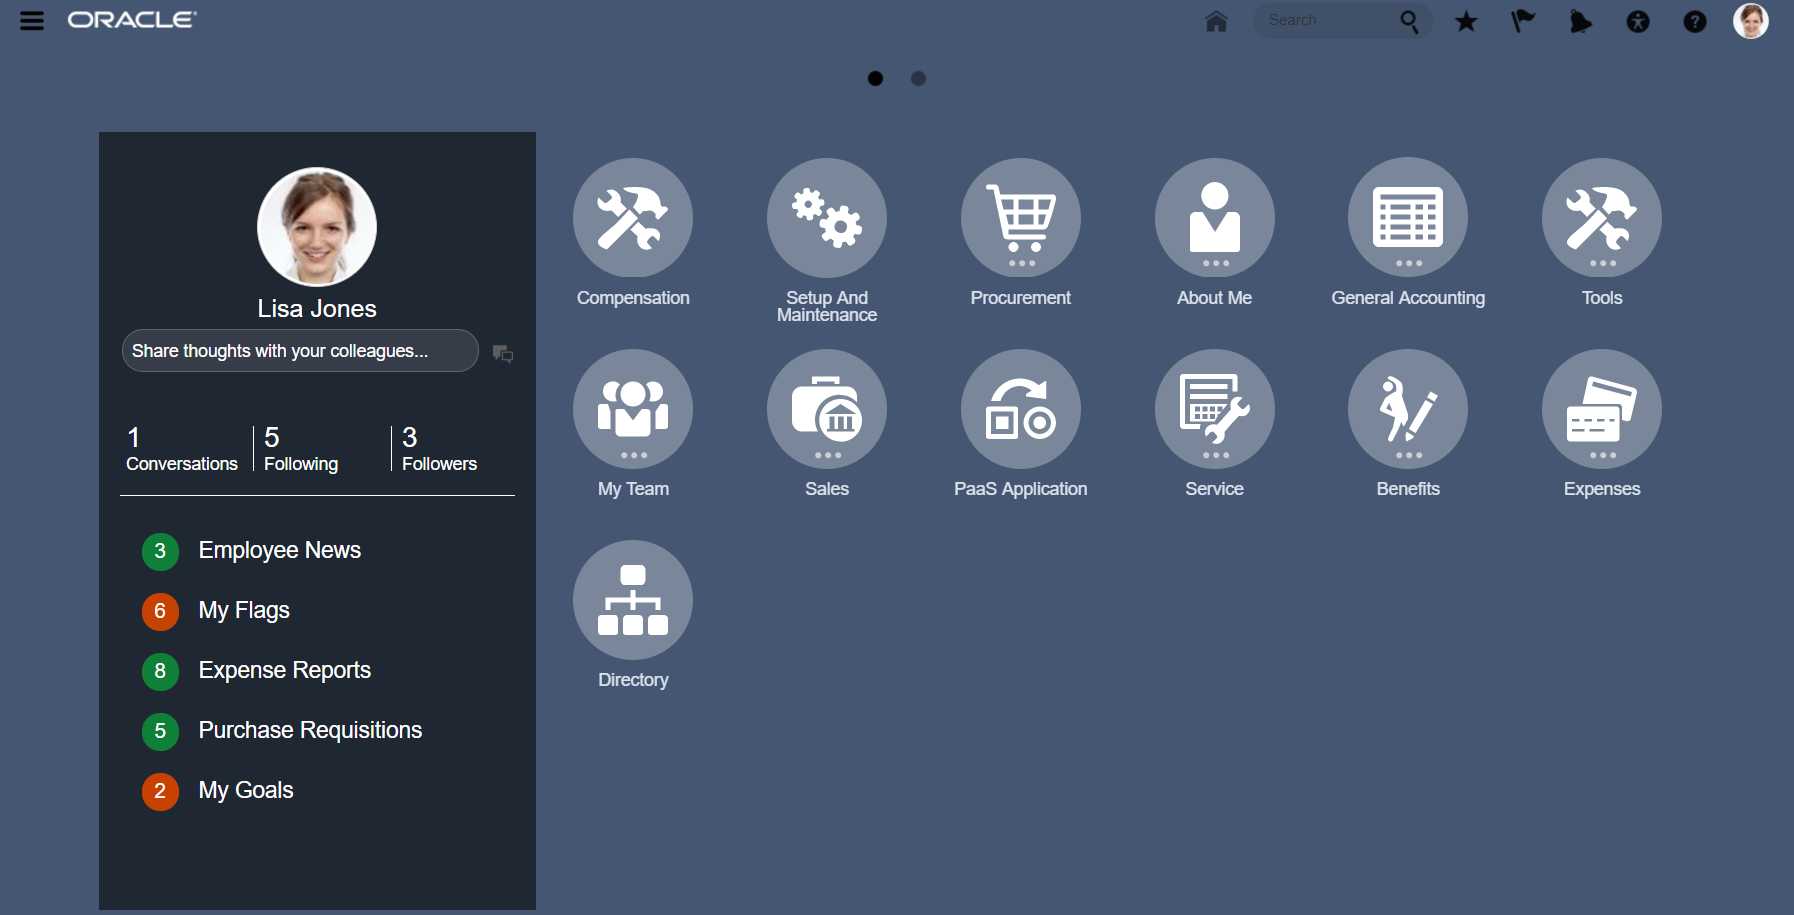 ORACLE
Search
Lisa Jones
Share thoughts with your colleagues...
1
Conversations
5
Following
3
Followers
3 Employee News
6 My Flags
8 Expense Reports
5 Purchase Requisitions
2 My Goals
Compensation
Setup And
Maintenance
Procurement
About Me
General Accounting
Tools
My Team
Sales
PaaS Application
Service
Benefits
Expenses
Directory